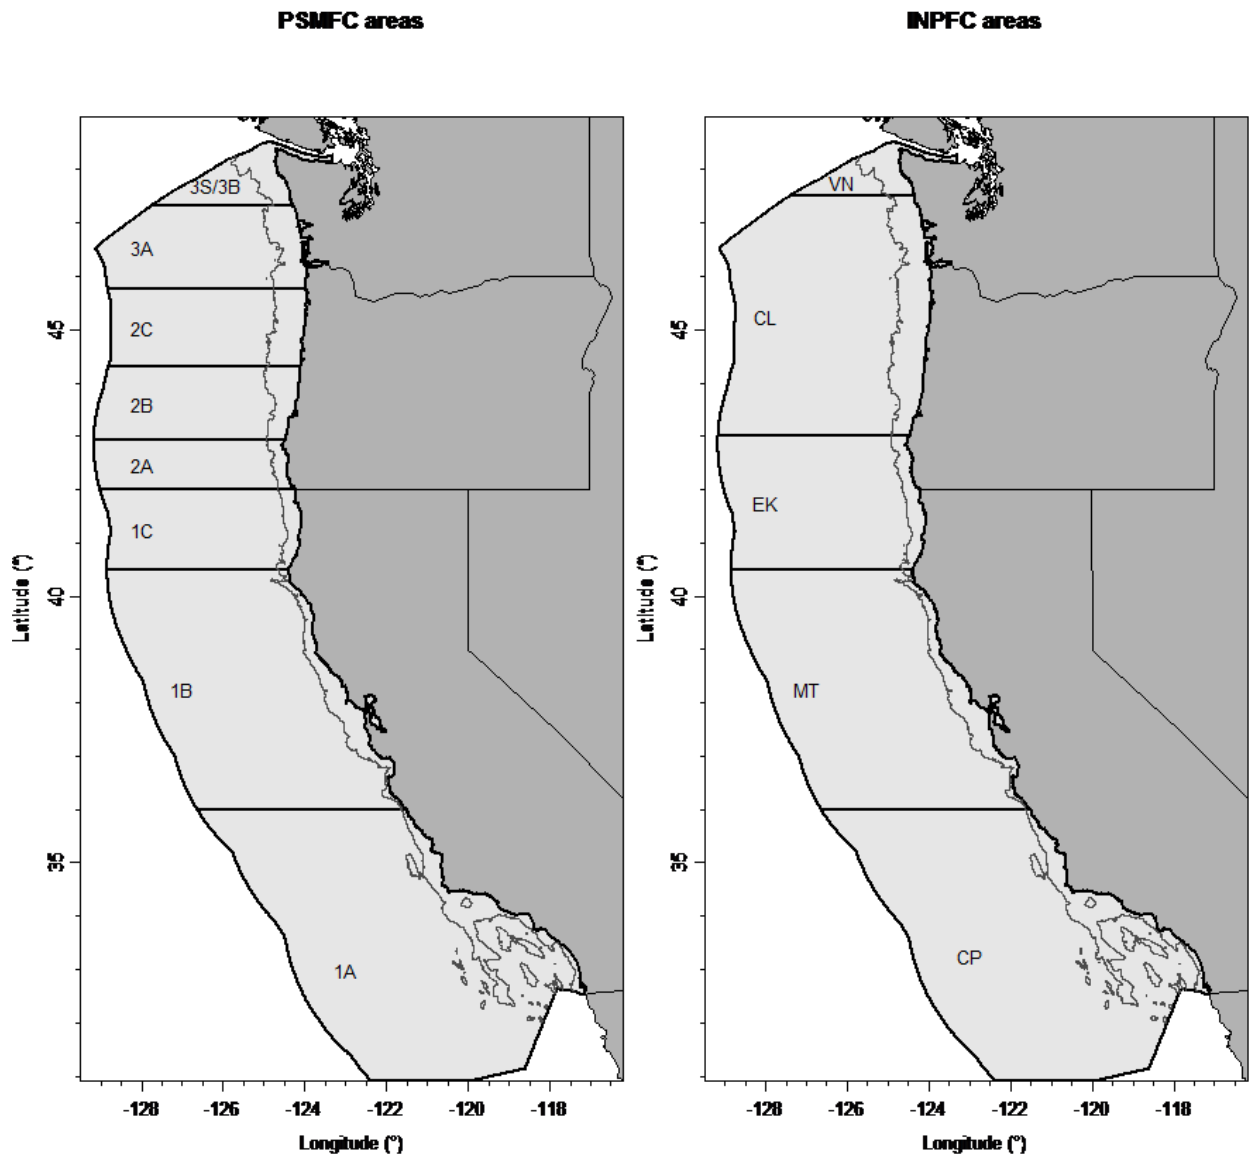 PSMFC areas
INPFC areas
3S/3B
3A
2C
2B
2A
1C
1B
1A
45
40
35
Latitude (°)
-128
-126
-124
-122
-120
-118
Longitude (°)
VN
CL
EK
MT
CP
45
40
35
Latitude (°)
-128
-126
-124
-122
-120
-118
Longitude (°)